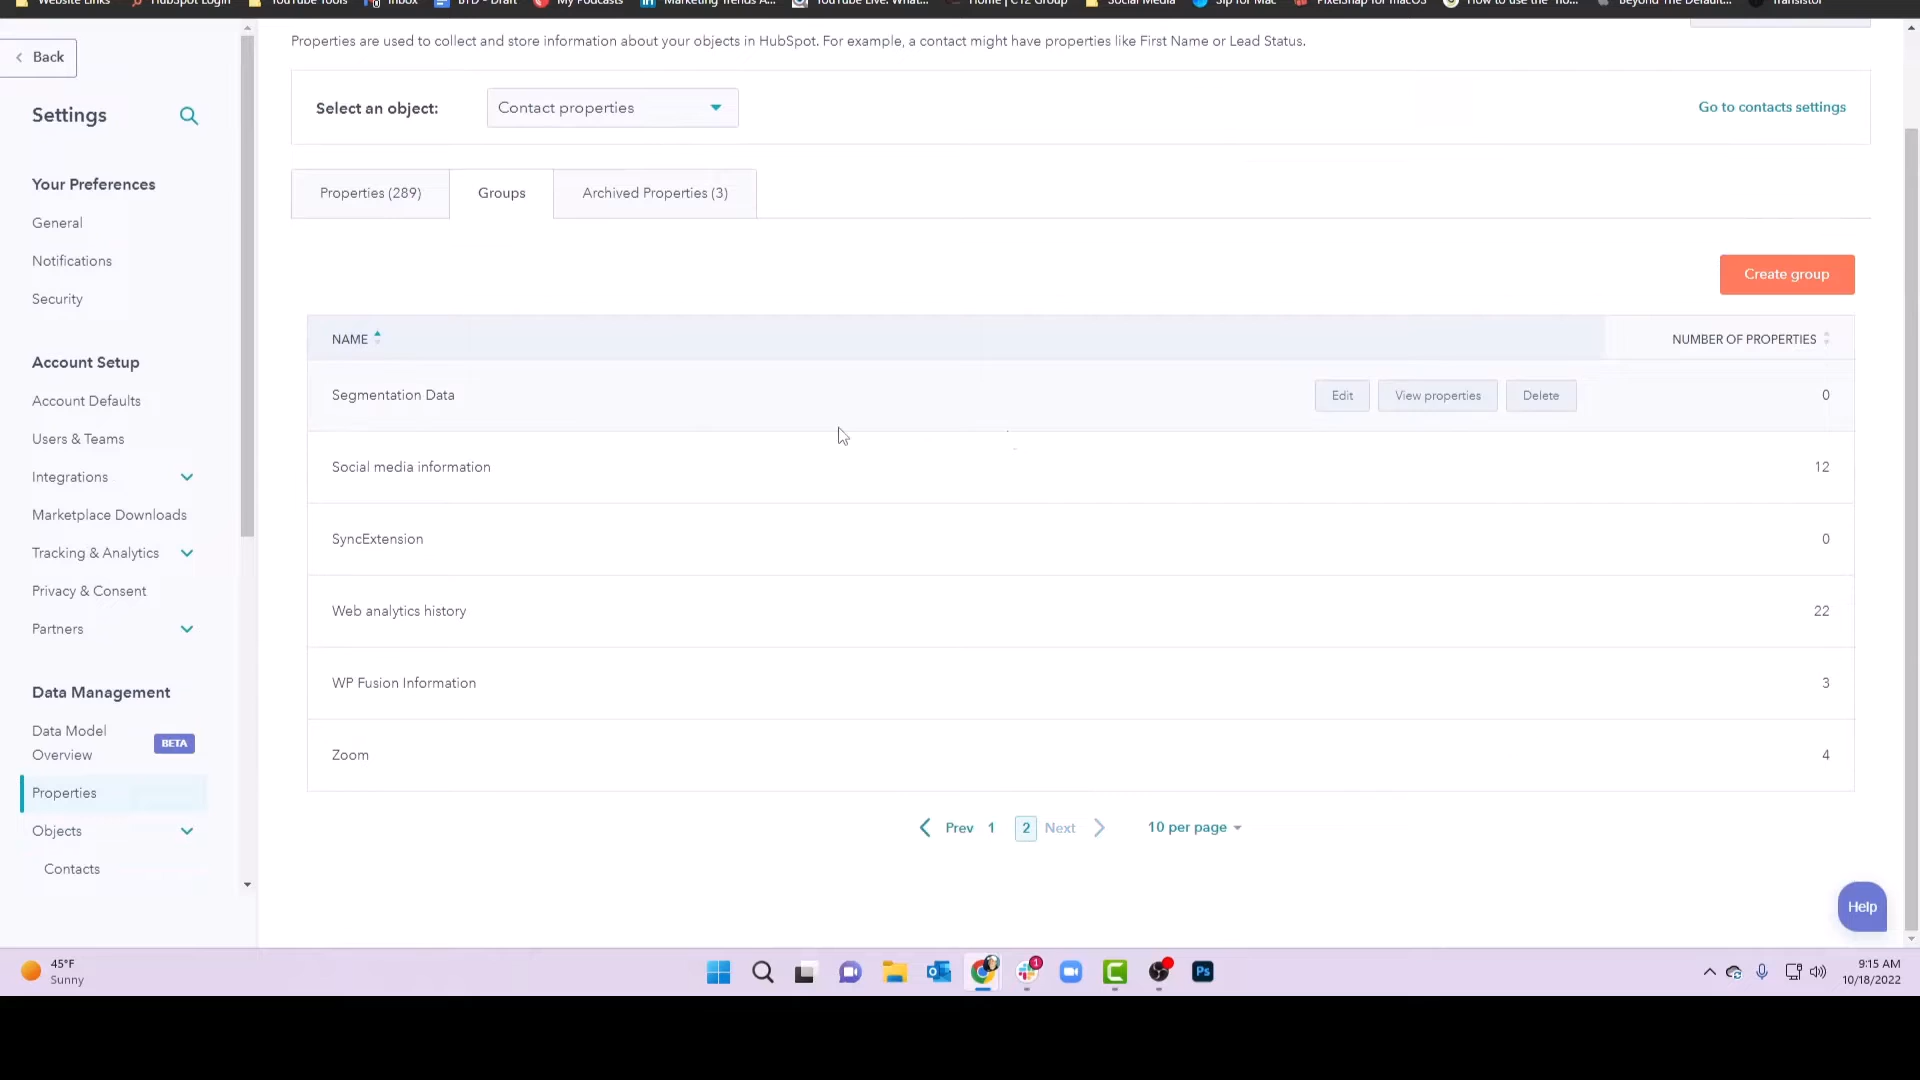 Website Links HubSpot Login YouTube Tools Inbox BTD - Draft My Podcasts Marketing Trends A... YouTube Live: What... Home | CTZ Group Social Media Sip for Mac PixelSnap for macOS How to use the "no... Beyond The Default... Transistor
Properties are used to collect and store information about your objects in HubSpot. For example, a contact might have properties like First Name or Lead Status.
Back
Settings
Select an object: Contact properties Go to contacts settings
Your Preferences
General
Notifications
Security
Properties (289) Groups Archived Properties (3)
Create group
Account Setup
Account Defaults
Users & Teams
Integrations
Marketplace Downloads
Tracking & Analytics
Privacy & Consent
Partners
Data Management
Data Model
Overview BETA
Properties
Objects
Contacts
NAME NUMBER OF PROPERTIES
Segmentation Data Edit View properties Delete 0
Social media information 12
SyncExtension 0
Web analytics history 22
WP Fusion Information 3
Zoom 4
Prev 1 2 Next 10 per page
Help
45°F
Sunny
1
Ps
9:15 AM
10/18/2022